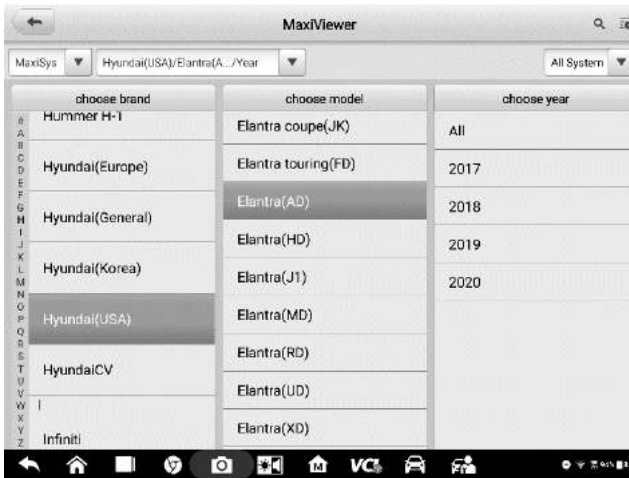 MaxiViewer
MaxiSys
Hyundai(USA)/Elantra(A.../Year
All System
choose brand
choose model
choose year
#
A
B
C
D
E
F
G
H
I
J
K
L
M
N
O
P
Q
R
S
T
U
V
W
X
Y
Z
Hummer H-1
Hyundai(Europe)
Hyundai(General)
Hyundai(Korea)
Hyundai(USA)
HyundaiCV
I
Infiniti
Elantra coupe(JK)
Elantra touring(FD)
Elantra(AD)
Elantra(HD)
Elantra(J1)
Elantra(MD)
Elantra(RD)
Elantra(UD)
Elantra(XD)
All
2017
2018
2019
2020
M
VCI